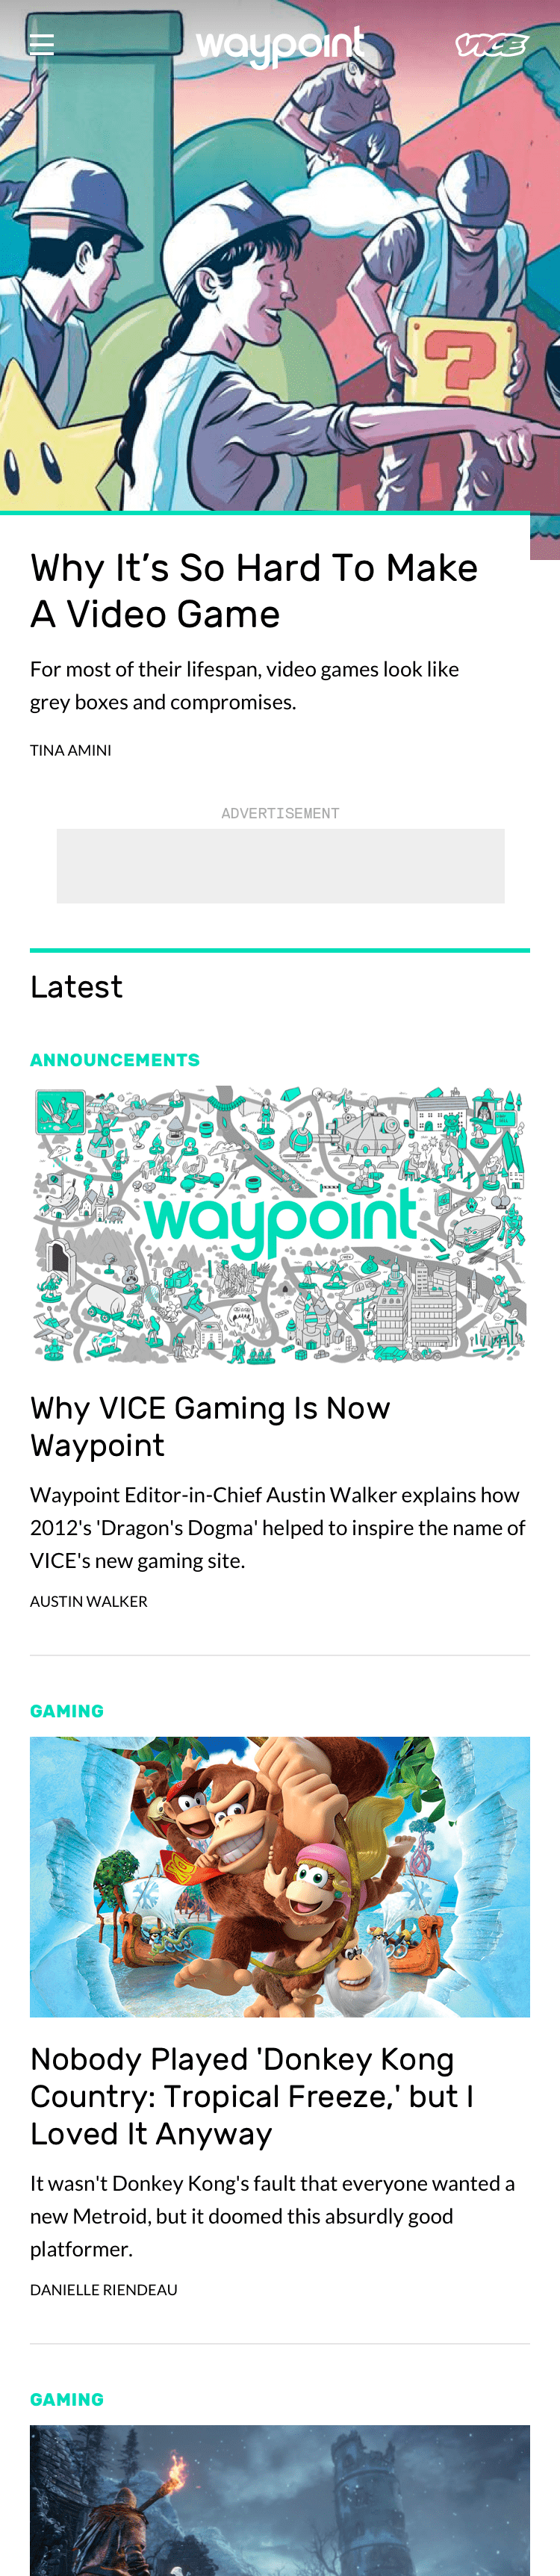 waypoint
VICE
Why It’s So Hard To Make
A Video Game
For most of their lifespan, video games look like
grey boxes and compromises.
TINA AMINI
ADVERTISEMENT
Latest
ANNOUNCEMENTS
waypoint
Why VICE Gaming Is Now
Waypoint
Waypoint Editor-in-Chief Austin Walker explains how
2012's 'Dragon's Dogma' helped to inspire the name of
VICE's new gaming site.
AUSTIN WALKER
GAMING
Nobody Played 'Donkey Kong
Country: Tropical Freeze,' but I
Loved It Anyway
It wasn't Donkey Kong's fault that everyone wanted a
new Metroid, but it doomed this absurdly good
platformer.
DANIELLE RIENDEAU
GAMING